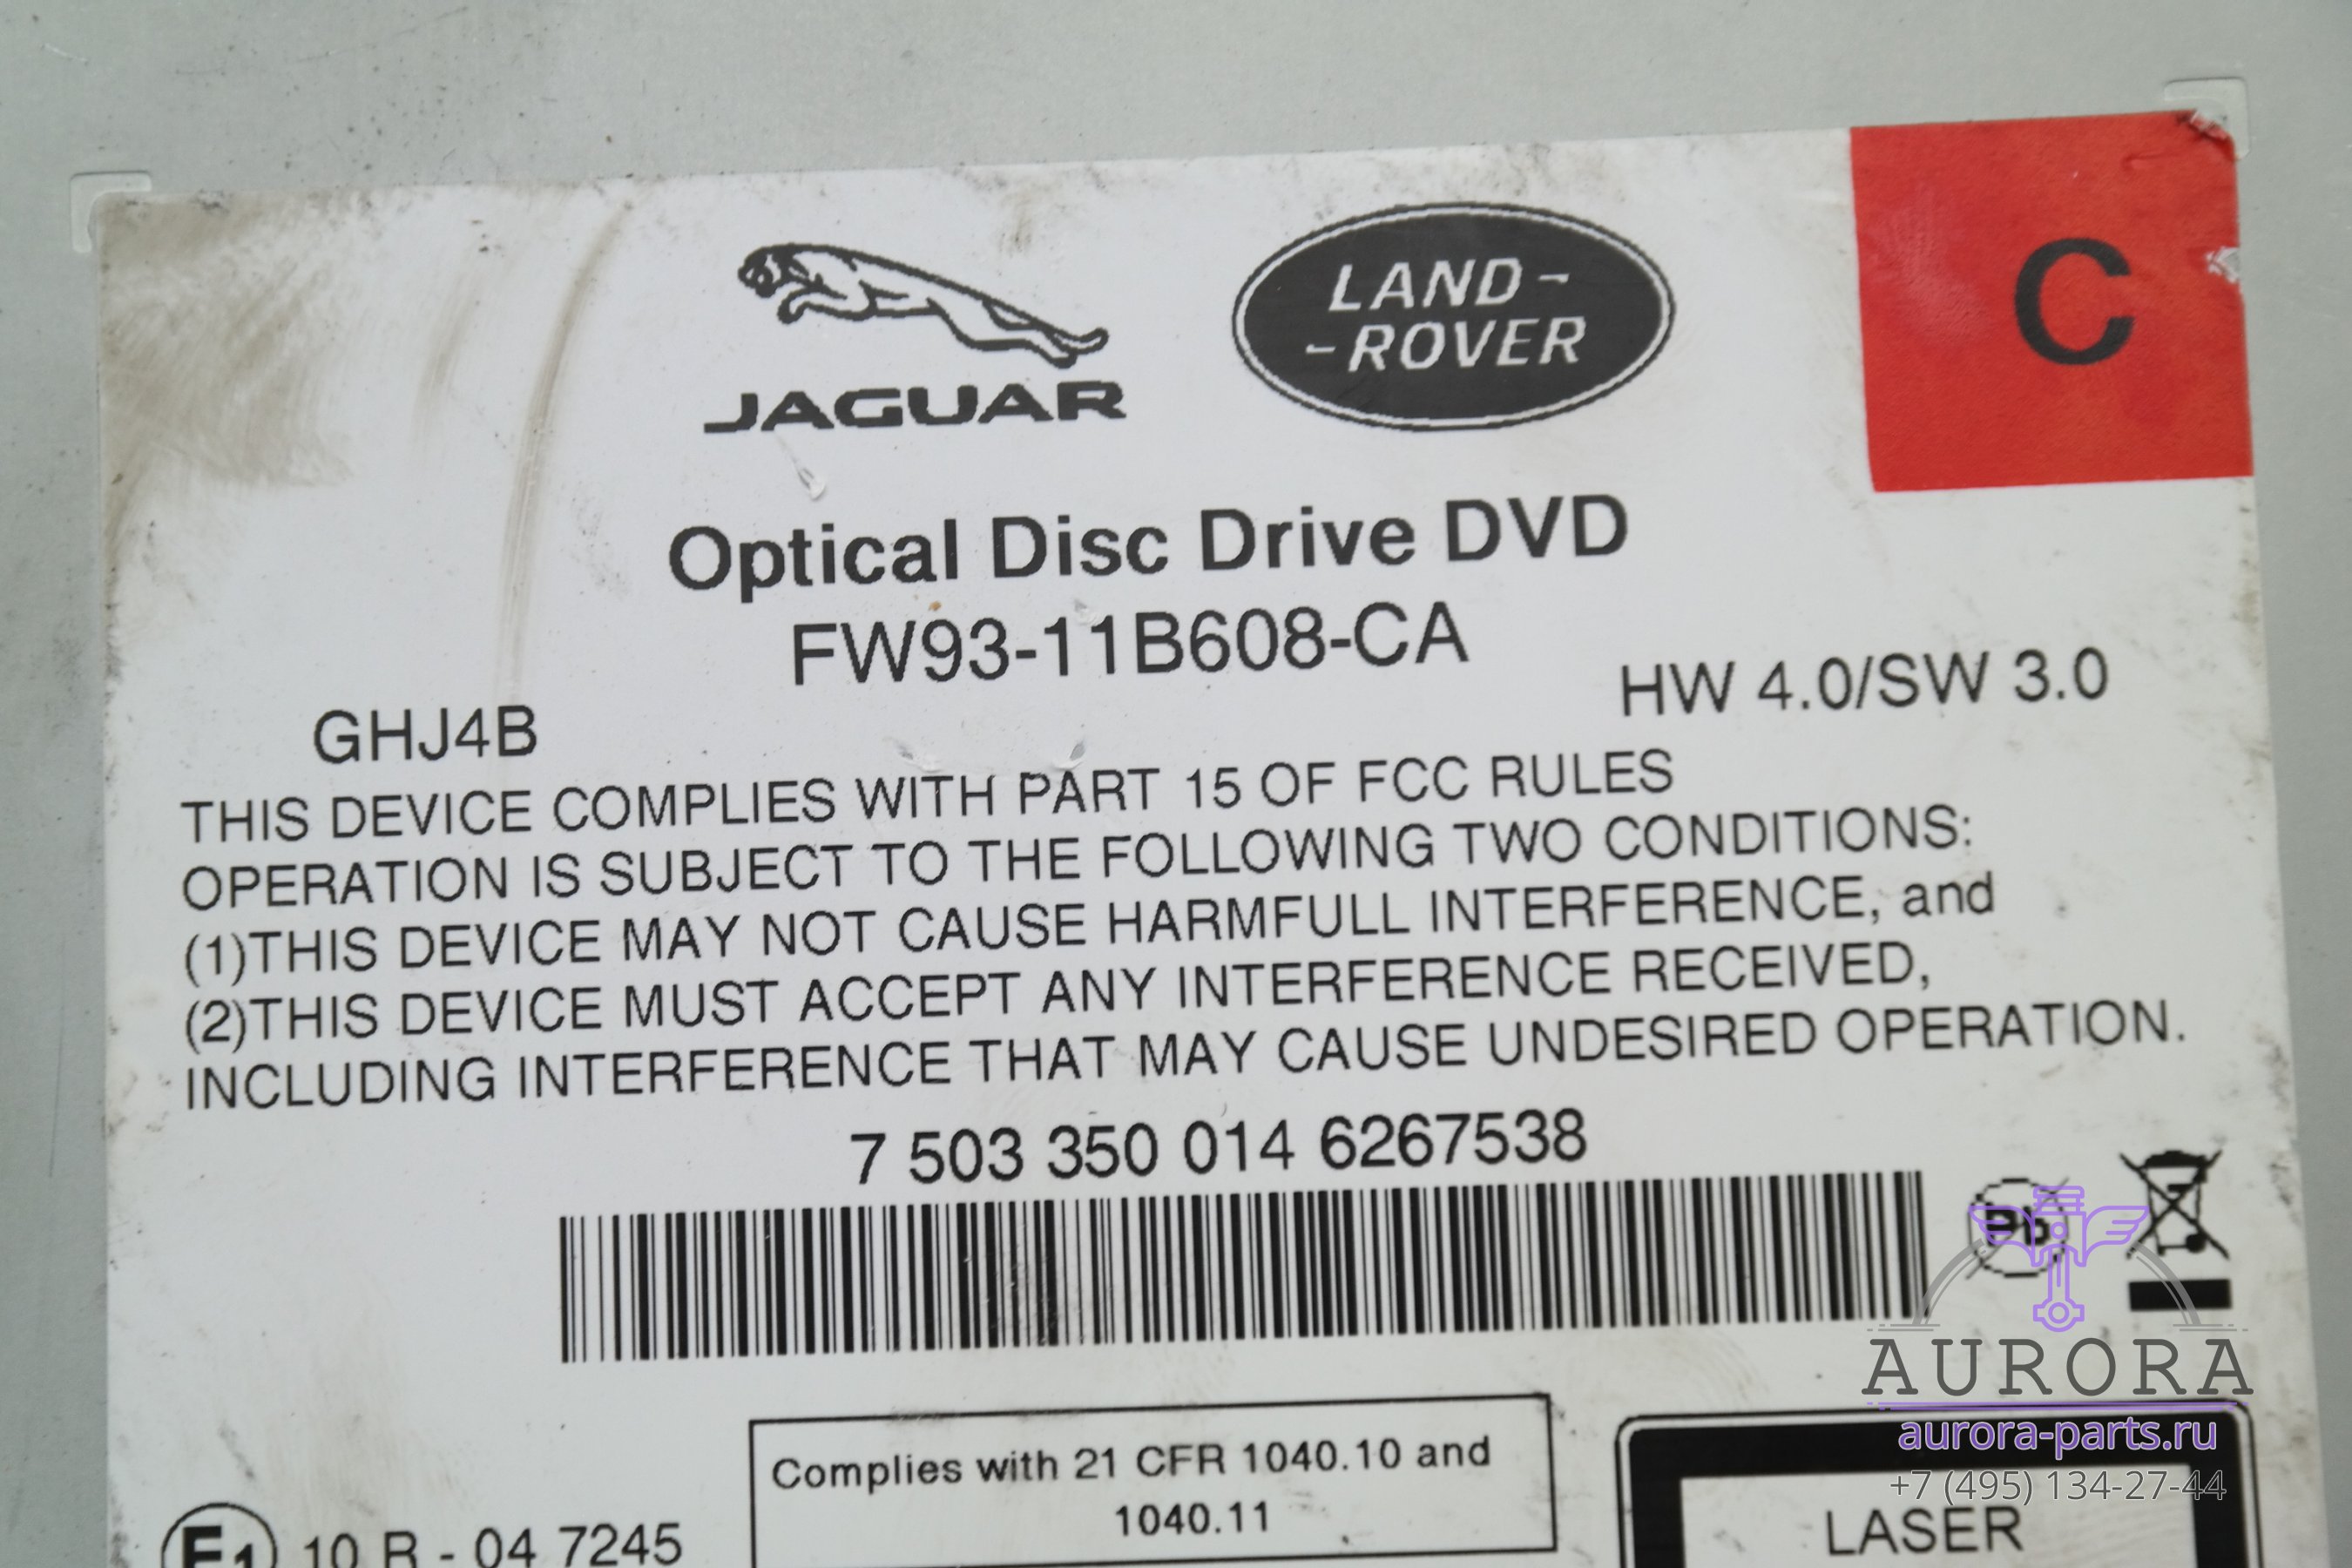 JAGUAR
LAND-
-ROVER
C
Optical Disc Drive DVD
FW93-11B608-CA
HW 4.0/SW 3.0
GHJ4B
THIS DEVICE COMPLIES WITH PART 15 OF FCC RULES
OPERATION IS SUBJECT TO THE FOLLOWING TWO CONDITIONS:
(1)THIS DEVICE MAY NOT CAUSE HARMFULL INTERFERENCE, and
(2)THIS DEVICE MUST ACCEPT ANY INTERFERENCE RECEIVED,
INCLUDING INTERFERENCE THAT MAY CAUSE UNDESIRED OPERATION.
7 503 350 014 6267538
Pb
AURORA
aurora-parts.ru
+7 (495) 134-27-44
Complies with 21 CFR 1040.10 and
1040.11
LASER
E1 10 R - 04 7245